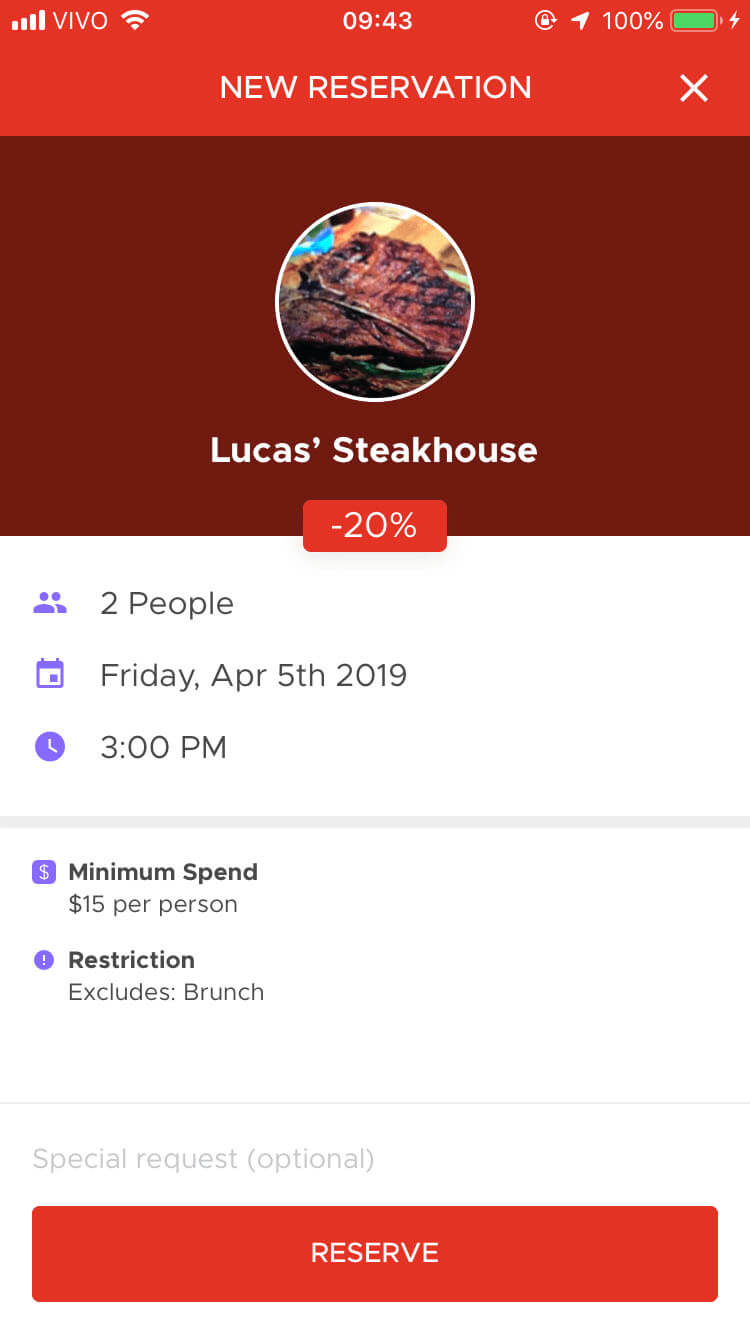 VIVO 09:43 100%
NEW RESERVATION
Lucas’ Steakhouse
-20%
2 People
Friday, Apr 5th 2019
3:00 PM
$ Minimum Spend
$15 per person
! Restriction
Excludes: Brunch
Special request (optional)
RESERVE